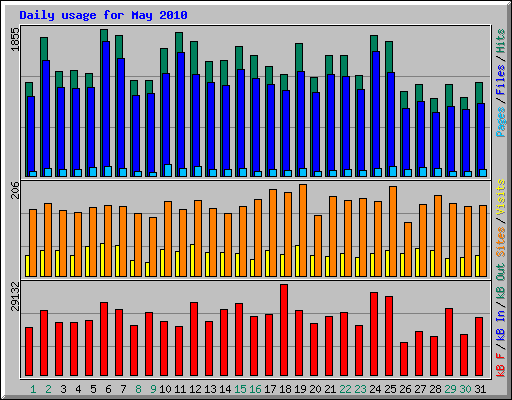 Daily usage for May 2010
1855
Pages / Files / Hits
206
Sites / Visits
29132
kB F / kB In / kB Out
1 2 3 4 5 6 7 8 9 10 11 12 13 14 15 16 17 18 19 20 21 22 23 24 25 26 27 28 29 30 31